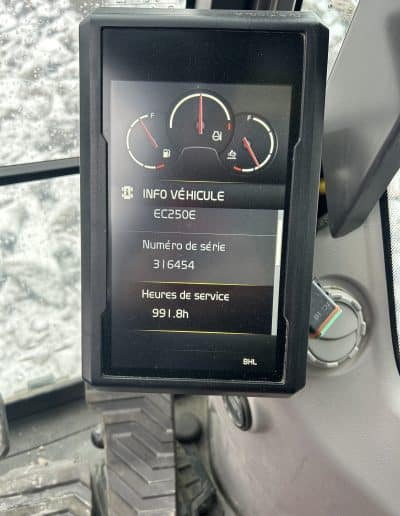 F F
INFO VÉHICULE
EC250E
Numéro de série
316454
Heures de service
991.8h
BHL